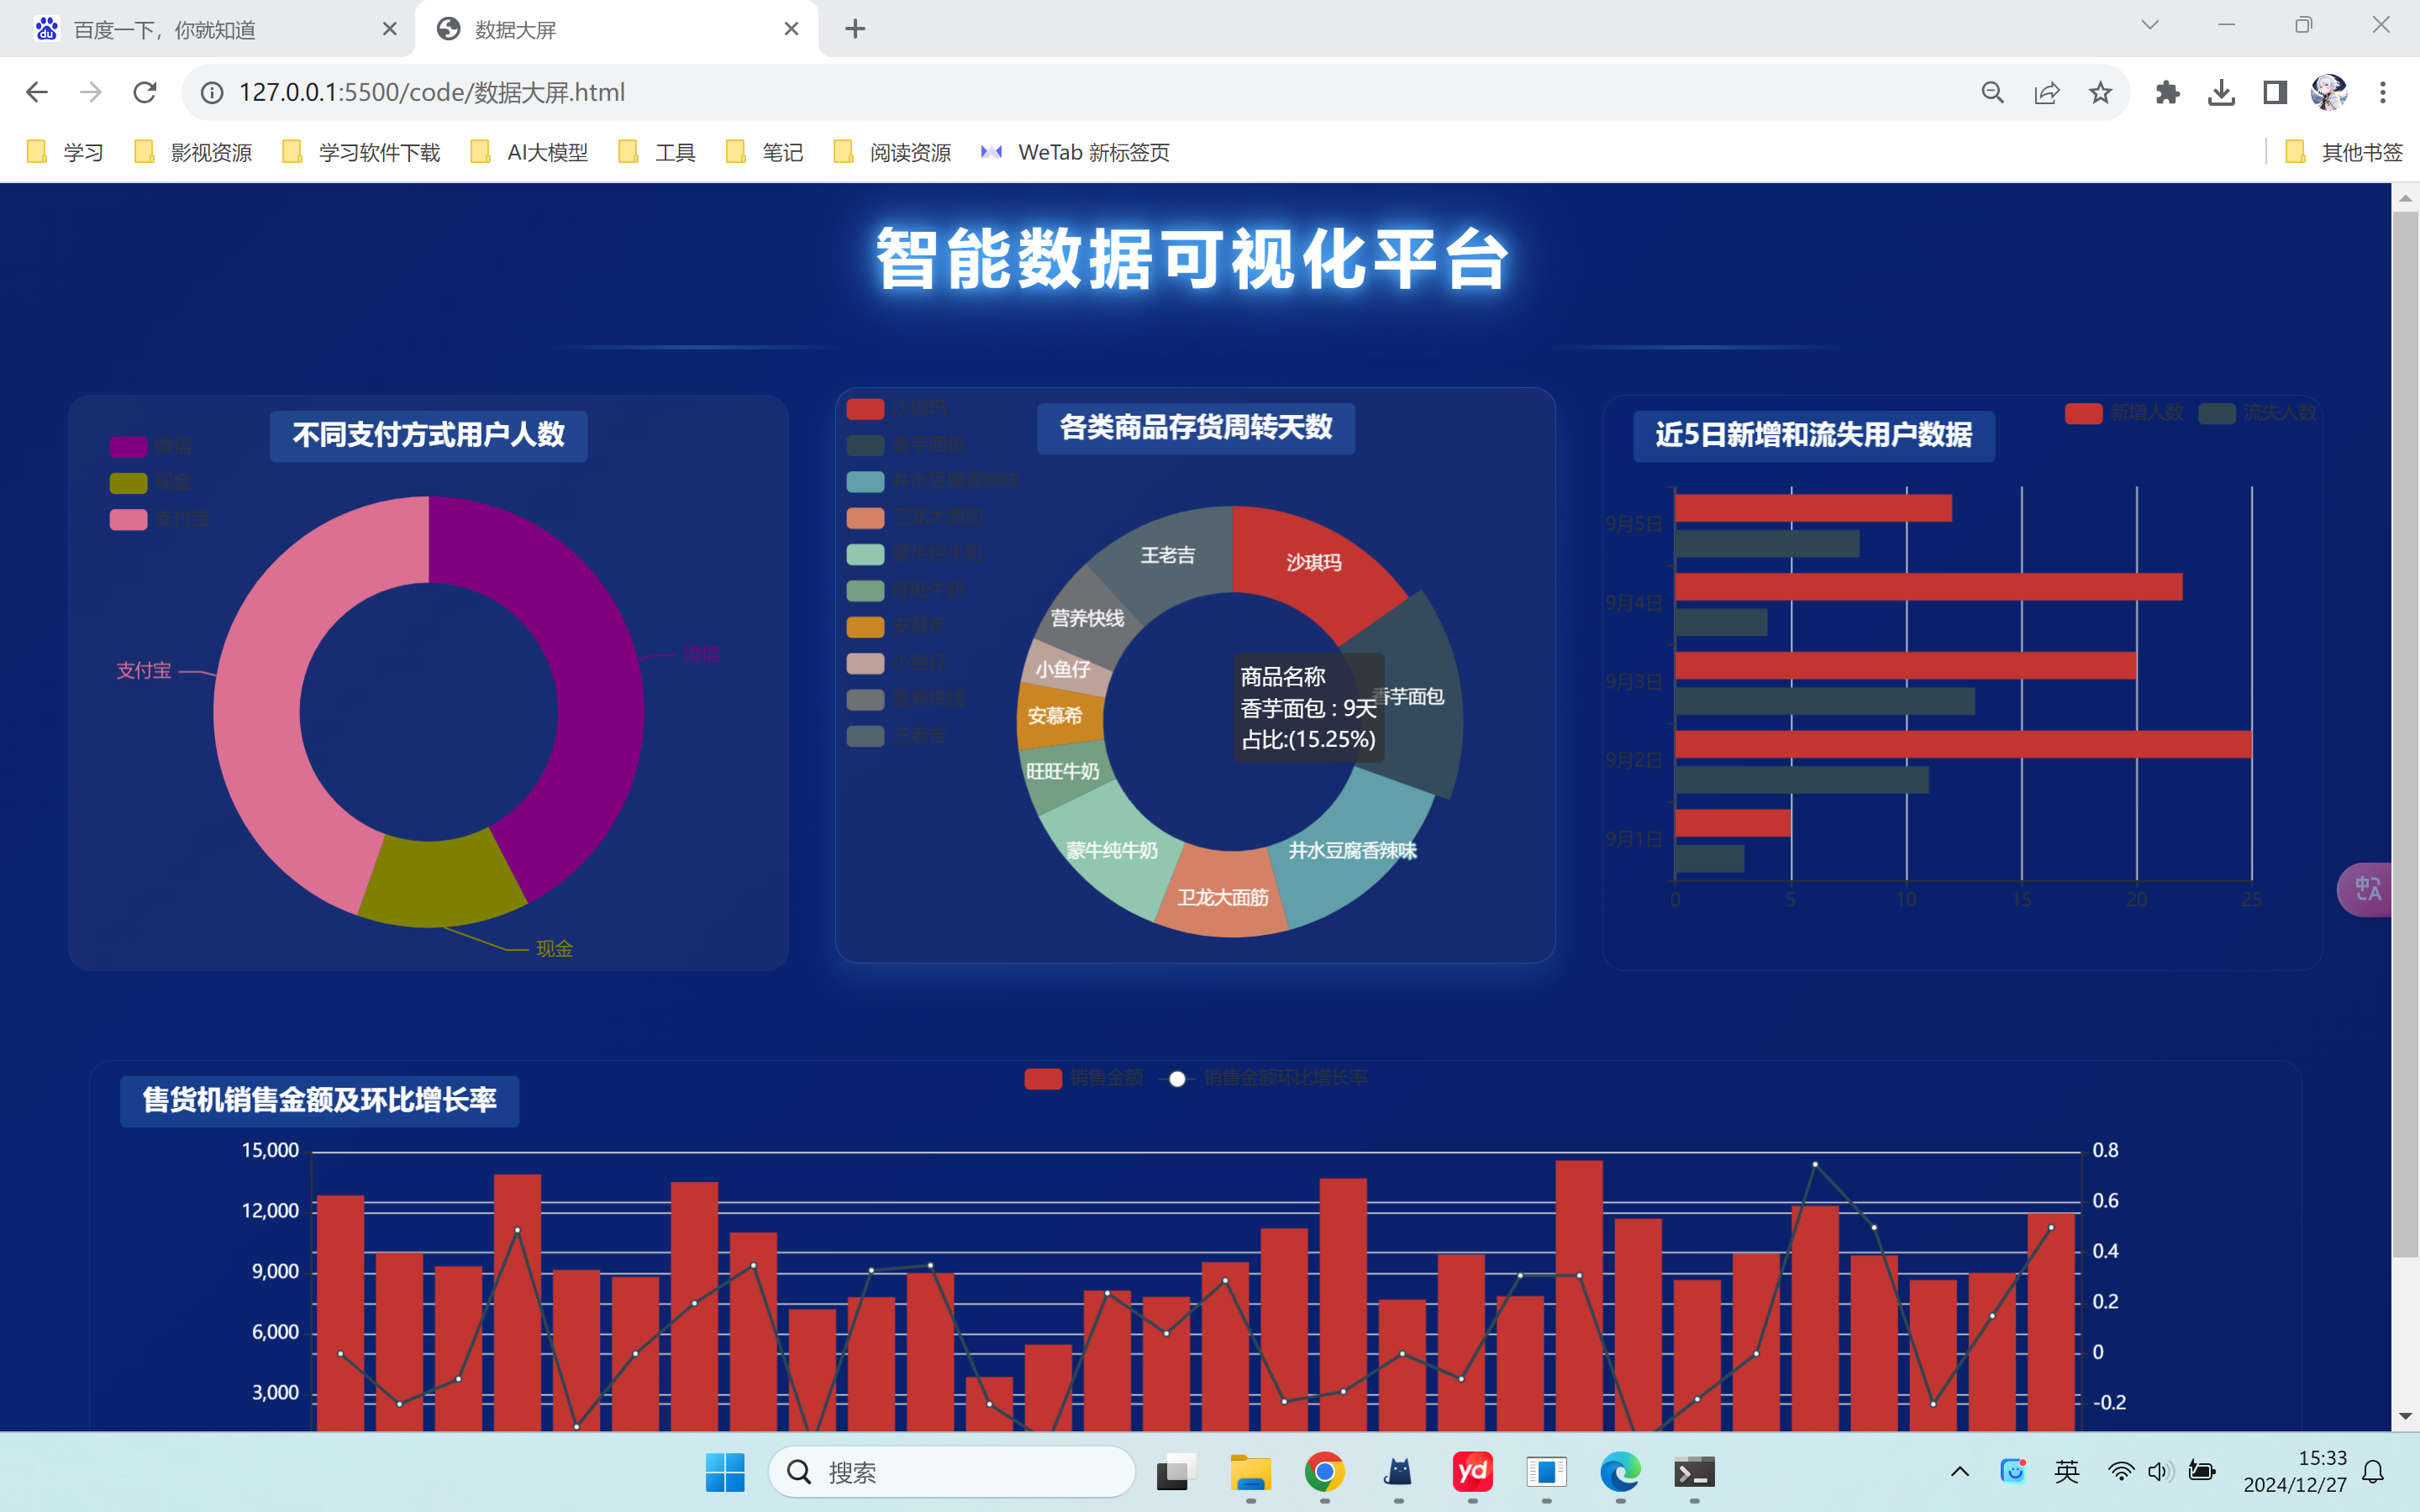 百度一下，你就知道
数据大屏
127.0.0.1:5500/code/数据大屏.html
学习
影视资源
学习软件下载
AI大模型
工具
笔记
阅读资源
WeTab 新标签页
其他书签
智能数据可视化平台
不同支付方式用户人数
微信
现金
支付宝
支付宝
微信
现金
各类商品存货周转天数
沙琪玛
香芋面包
井水豆腐香辣味
卫龙大面筋
蒙牛纯牛奶
旺旺牛奶
安慕希
小鱼仔
营养快线
王老吉
王老吉
沙琪玛
营养快线
小鱼仔
香芋面包
安慕希
旺旺牛奶
蒙牛纯牛奶
井水豆腐香辣味
卫龙大面筋
商品名称
香芋面包 : 9天
占比:(15.25%)
近5日新增和流失用户数据
新增人数
流失人数
9月5日
9月4日
9月3日
9月2日
9月1日
0 5 10 15 20 25
中A
售货机销售金额及环比增长率
销售金额
销售金额环比增长率
15,000
12,000
9,000
6,000
3,000
0.8
0.6
0.4
0.2
0
-0.2
搜索
yd
英
15:33
2024/12/27